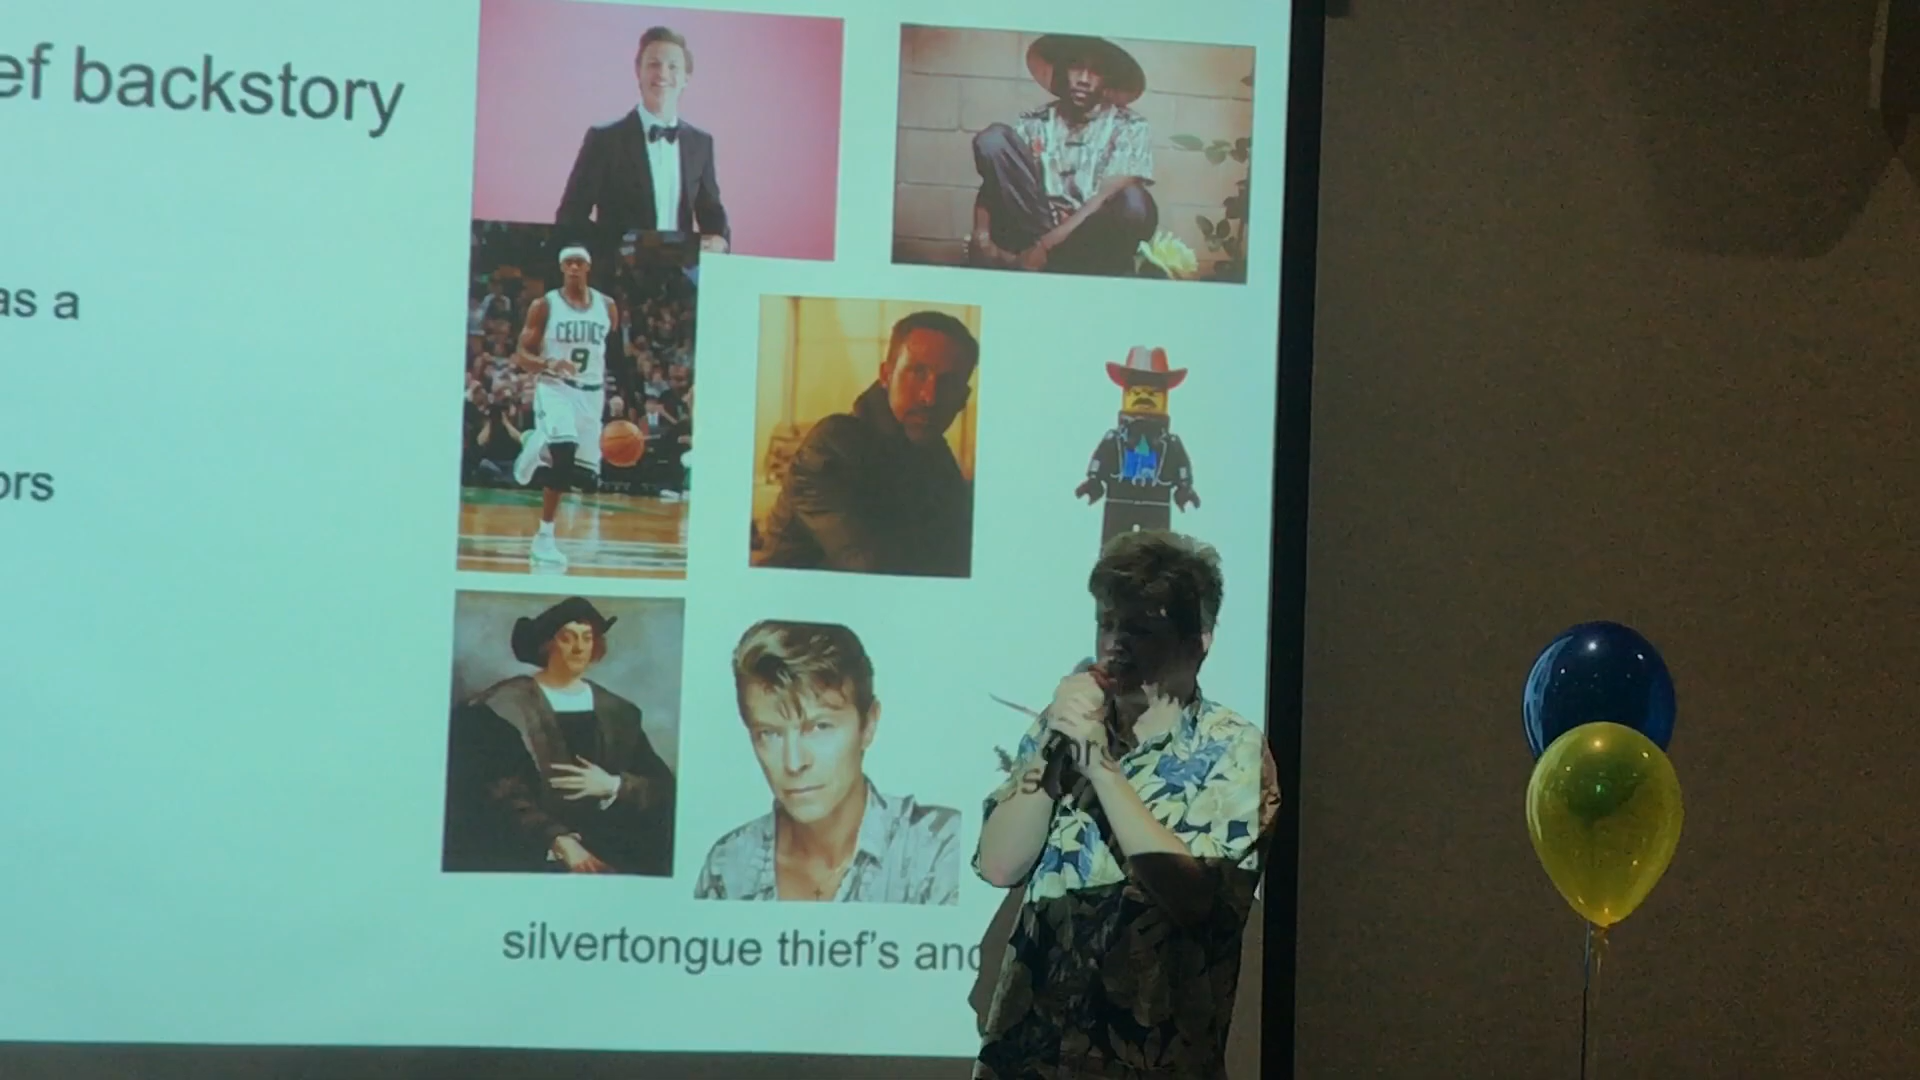 ef backstory
CELTICS
9
as a
ors
silvertongue thief's and